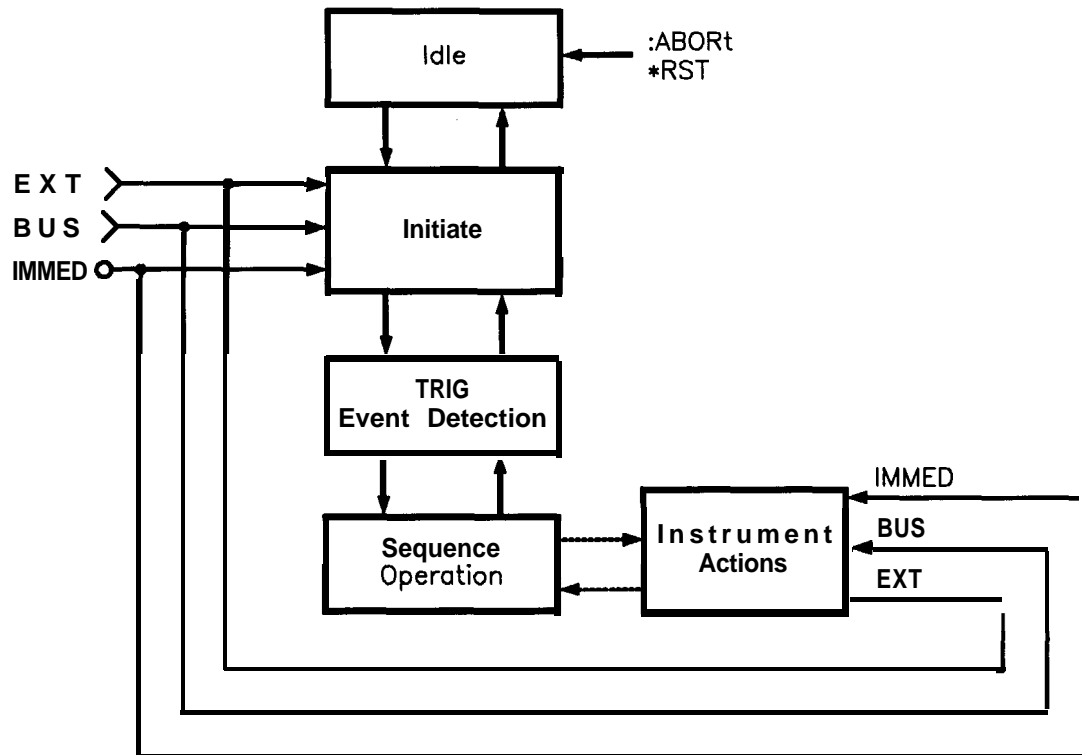 Idle
:ABORt
*RST
EXT
BUS
IMMED
Initiate
TRIG
Event Detection
Sequence
Operation
Instrument
Actions
IMMED
BUS
EXT